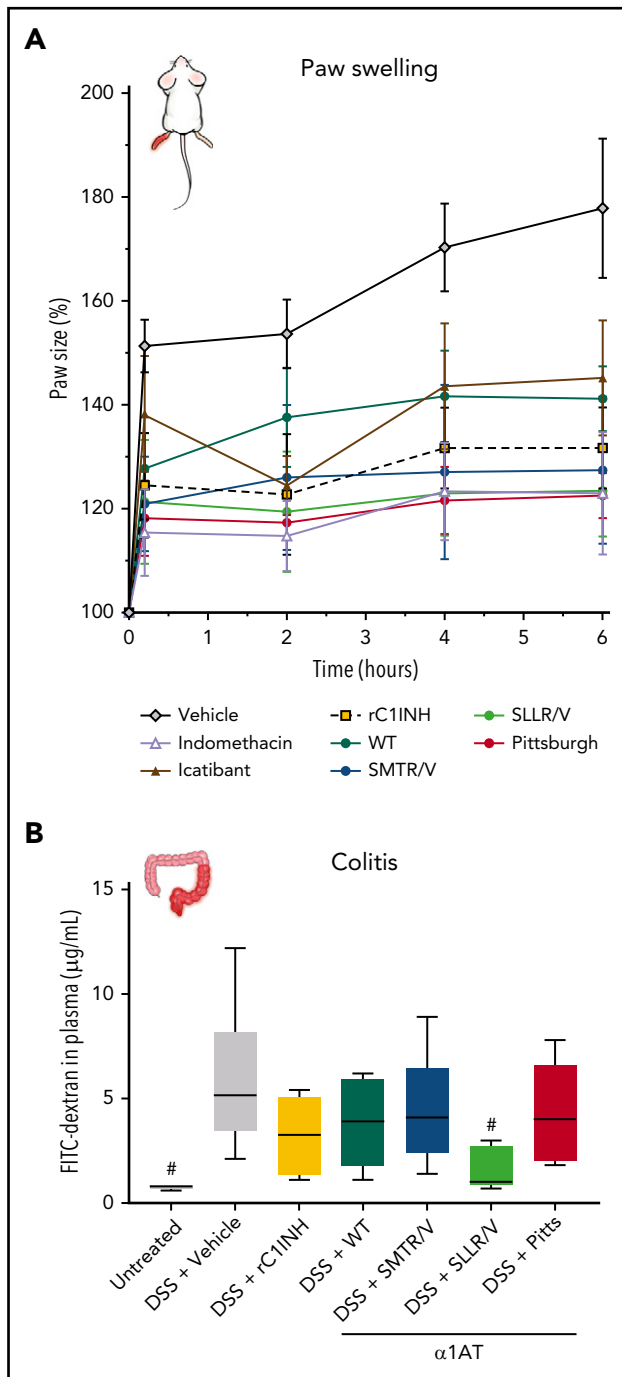 A
Paw swelling
200
180
160
140
120
100
Paw size (%)
0 1 2 3 4 5 6
Time (hours)
Vehicle rC1INH SLLR/V
Indomethacin WT Pittsburgh
Icatibant SMTR/V
B
Colitis
15
10
5
0
FITC-dextran in plasma (μg/mL)
#
#
Untreated
DSS + Vehicle
DSS + rC1INH
DSS + WT
DSS + SMTR/V
DSS + SLLR/V
DSS + Pitts
α1AT